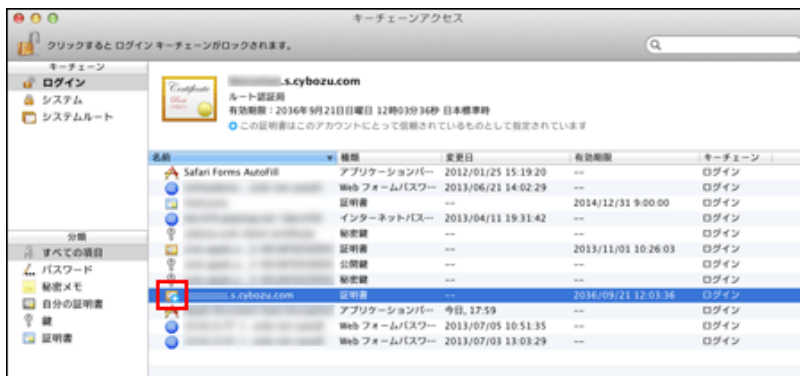 キーチェーンアクセス
クリックすると ログイン キーチェーンがロックされます。
キーチェーン
ログイン
システム
システムルート
.s.cybozu.com
ルート認証局
有効期限：2036年9月21日日曜日 12時03分36秒 日本標準時
この証明書はこのアカウントにとって信頼されているものとして指定されています
名前 種類 変更日 有効期限 キーチェーン
Safari Forms AutoFill アプリケーションパ… 2012/01/25 15:19:20 -- ログイン
Web フォームパスワ… 2013/06/21 14:02:29 -- ログイン
証明書 -- 2014/12/31 9:00:00 ログイン
インターネットパス… 2013/04/11 19:31:42 -- ログイン
秘密鍵 -- -- ログイン
証明書 -- 2013/11/01 10:26:03 ログイン
公開鍵 -- -- ログイン
秘密鍵 -- -- ログイン
.s.cybozu.com 証明書 -- 2036/09/21 12:03:36 ログイン
アプリケーションパ… 今日, 17:59 -- ログイン
Web フォームパスワ… 2013/07/05 10:51:35 -- ログイン
Web フォームパスワ… 2013/07/03 13:03:29 -- ログイン
分類
すべての項目
パスワード
秘密メモ
自分の証明書
鍵
証明書